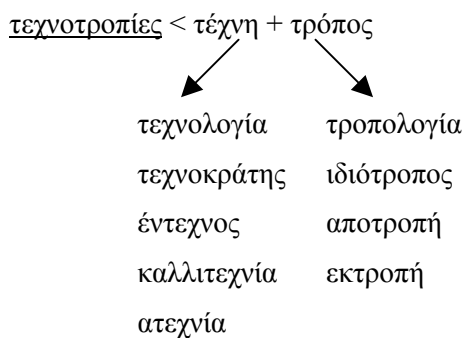 τεχνοτροπίες < τέχνη + τρόπος
τεχνολογία τροπολογία
τεχνοκράτης ιδιότροπος
έντεχνος αποτροπή
καλλιτεχνία εκτροπή
ατεχνία